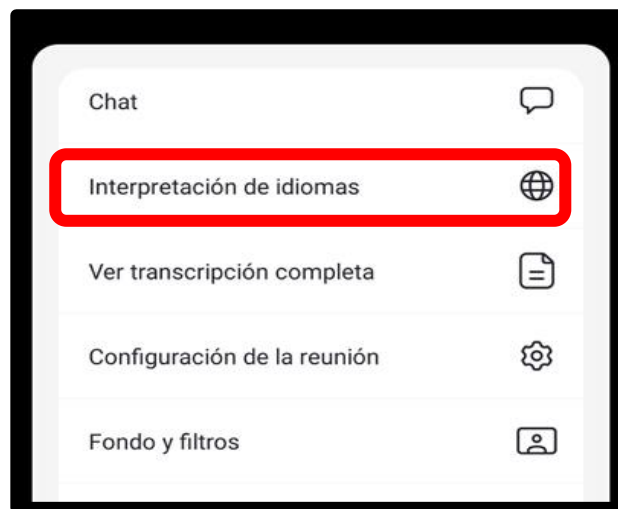 Chat
Interpretación de idiomas
Ver transcripción completa
Configuración de la reunión
Fondo y filtros